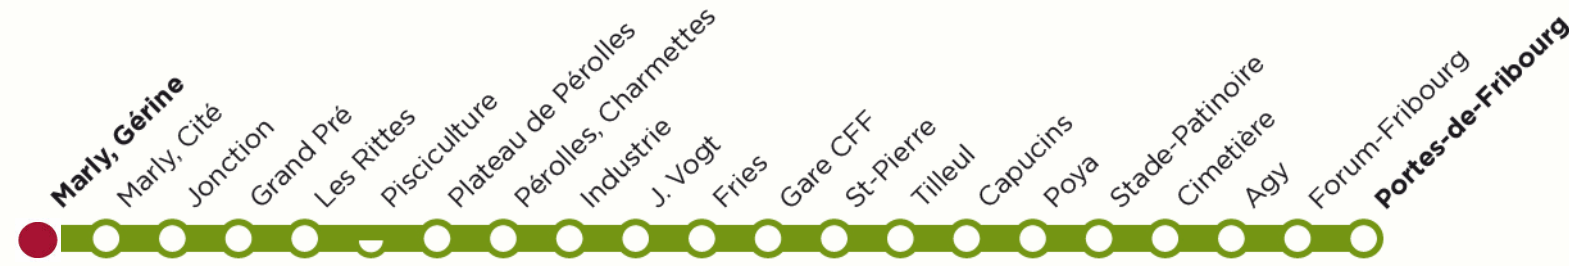 Marly, Gérine
Marly, Cité
Jonction
Grand Pré
Les Rittes
Pisciculture
Plateau de Pérolles
Pérolles, Charmettes
Industrie
J. Vogt
Fries
Gare CFF
St-Pierre
Tilleul
Capucins
Poya
Stade-Patinoire
Cimetière
Agy
Forum-Fribourg
Portes-de-Fribourg